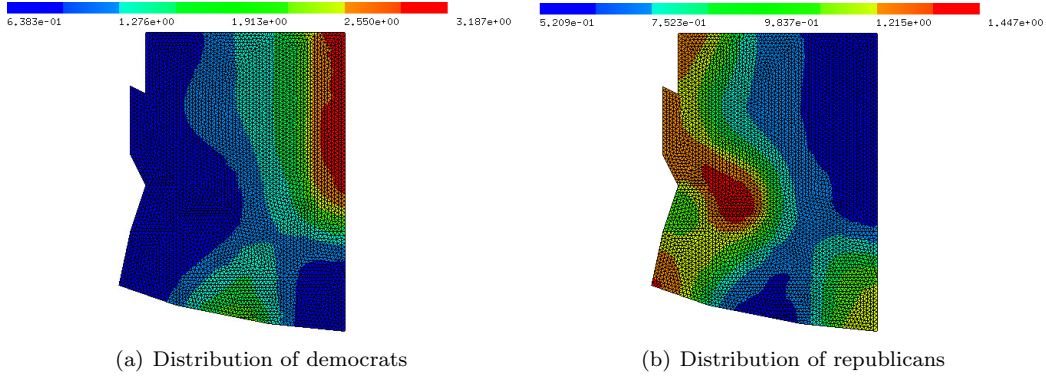 6.383e-01 1.276e+00 1.913e+00 2.550e+00 3.187e+00
5.209e-01 7.523e-01 9.837e-01 1.215e+00 1.447e+00
(a) Distribution of democrats
(b) Distribution of republicans